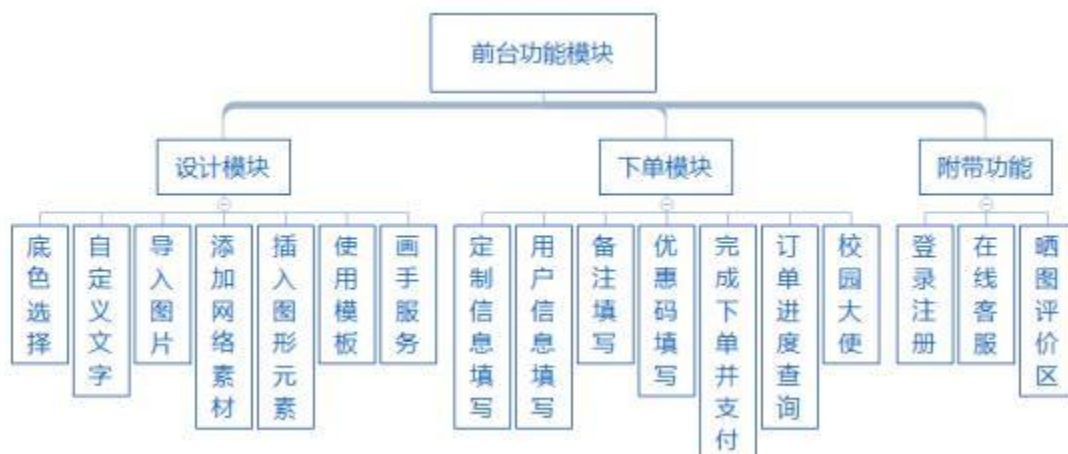 前台功能模块
设计模块
下单模块
附带功能
底色选择
自定义文字
导入图片
添加网络素材
插入图形元素
使用模板
画手服务
定制信息填写
用户信息填写
备注填写
优惠码填写
完成下单并支付
订单进度查询
校园大便
登录注册
在线客服
晒图评价区